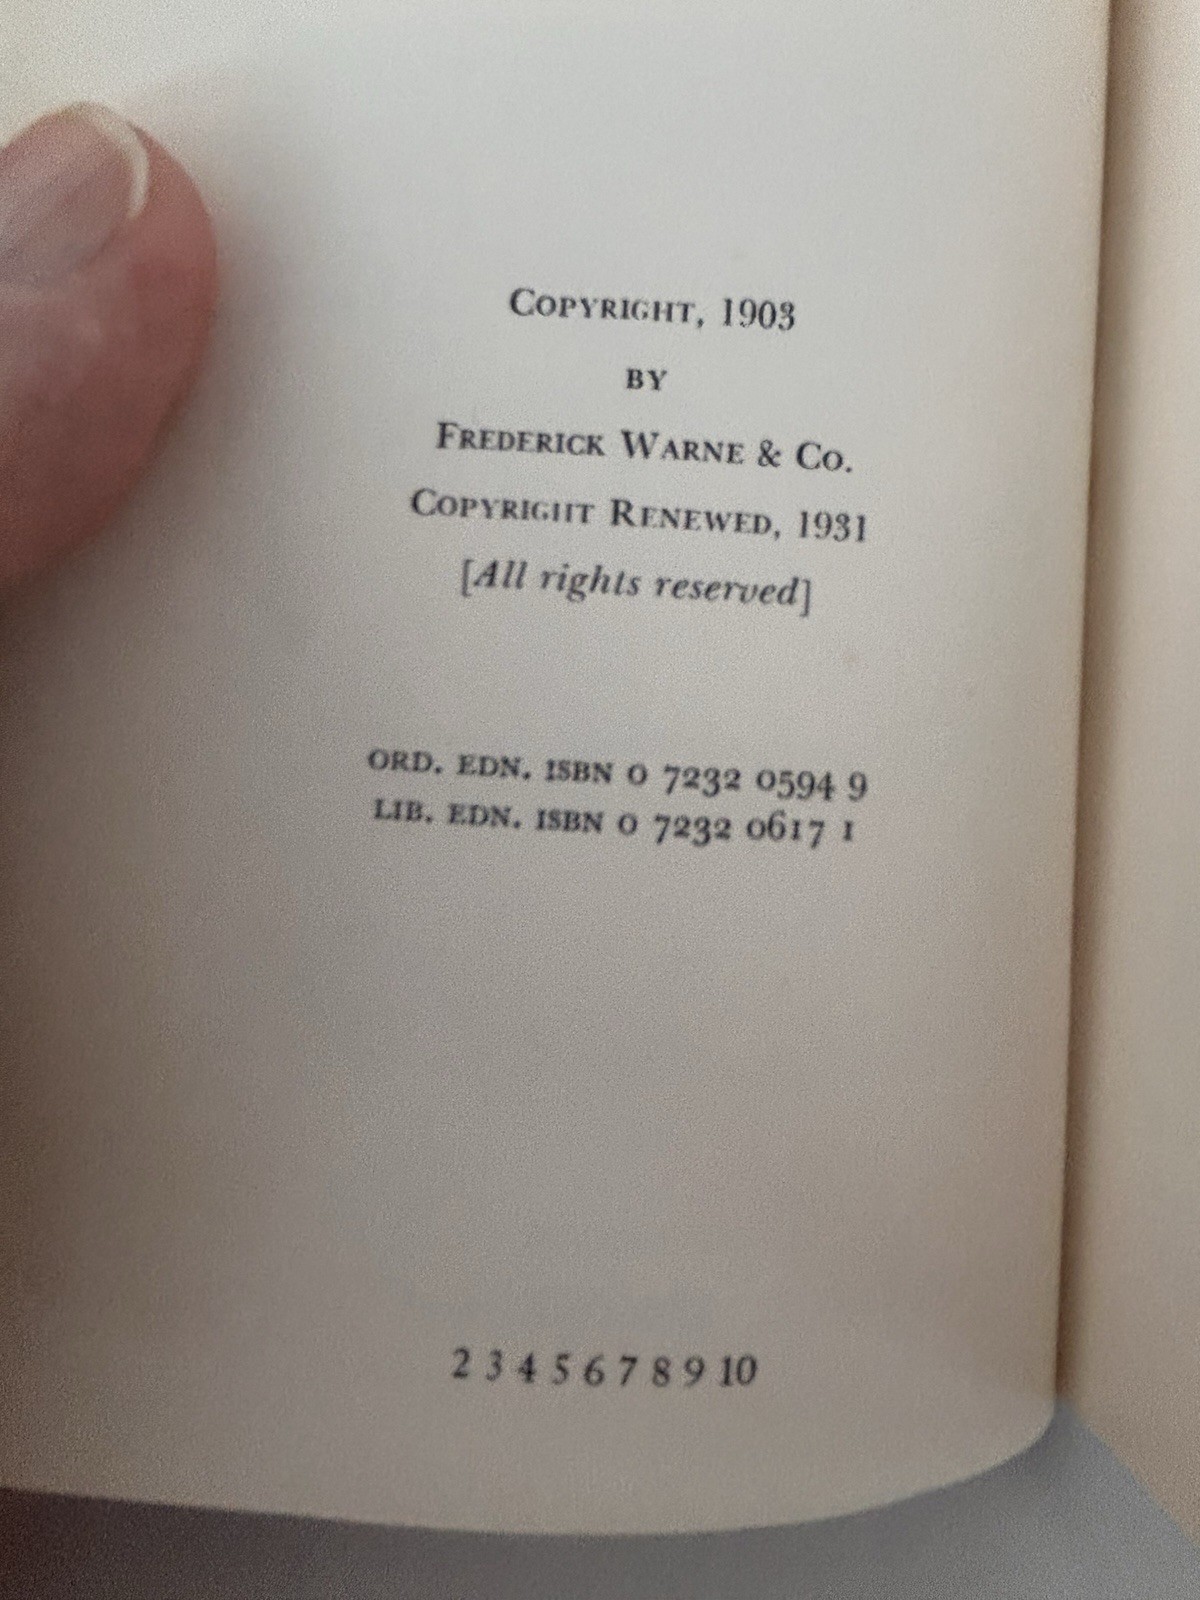 Copyright, 1903
by
Frederick Warne & Co.
Copyright Renewed, 1931
[All rights reserved]
ORD. EDN. ISBN 0 7232 0594 9
LIB. EDN. ISBN 0 7232 0617 1
2 3 4 5 6 7 8 9 10